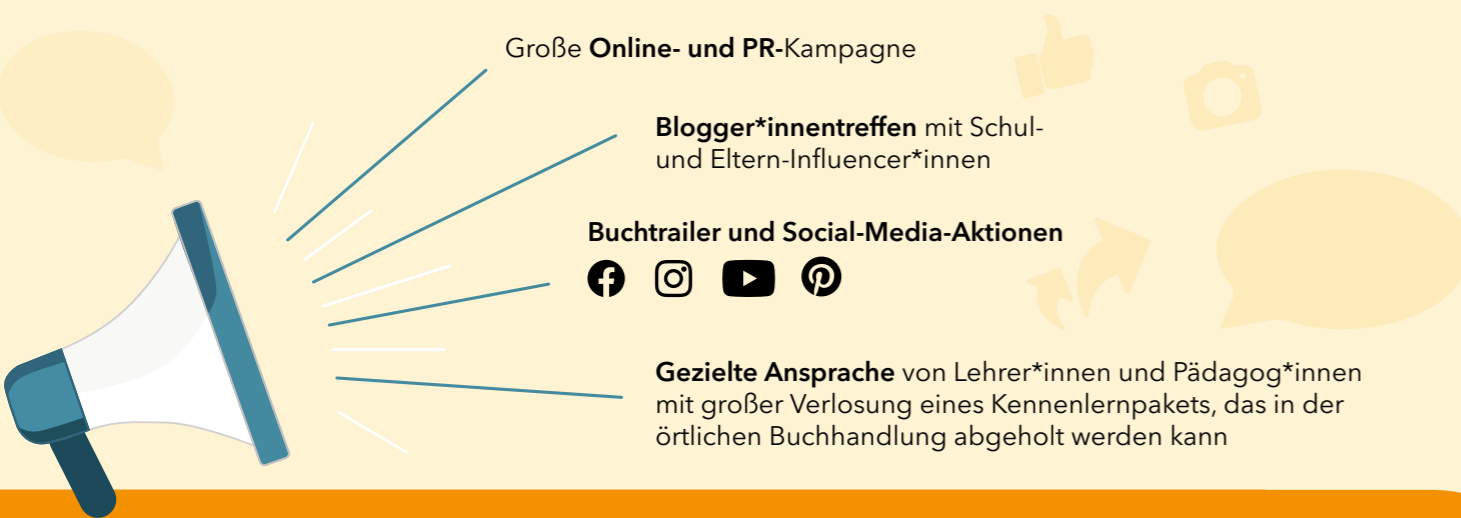 Große Online- und PR-Kampagne
Blogger*innentreffen mit Schul-
und Eltern-Influencer*innen
Buchtrailer und Social-Media-Aktionen
Gezielte Ansprache von Lehrer*innen und Pädagog*innen
mit großer Verlosung eines Kennenlernpakets, das in der
örtlichen Buchhandlung abgeholt werden kann